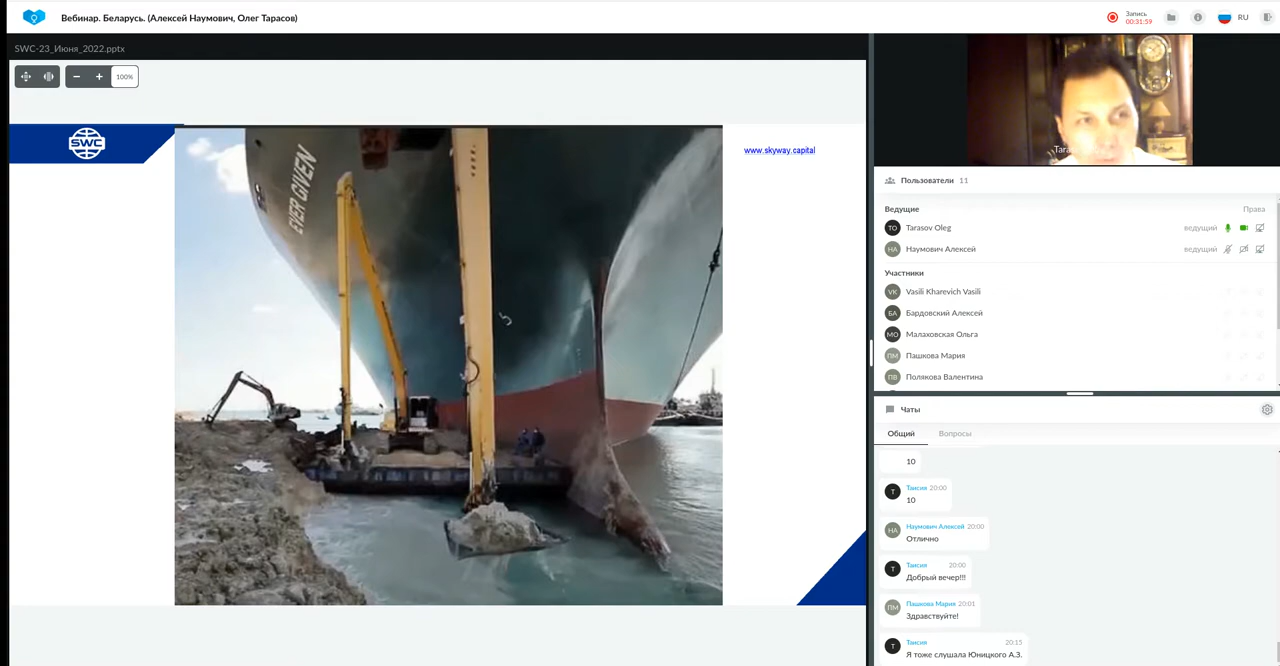 Вебинар. Беларусь. (Алексей Наумович, Олег Тарасов)
Запись
00:31:59
RU
SWC-23_Июня_2022.pptx
100%
SWC
www.skyway.capital
EVER GIVEN
Пользователи 11
Ведущие
Права
TO Tarasov Oleg ведущий
НА Наумович Алексей ведущий
Участники
VK Vasili Kharevich Vasili
БА Бардовский Алексей
МО Малаховская Ольга
ПМ Пашкова Мария
ПВ Полякова Валентина
Чаты
Общий Вопросы
10
Т Таисия 20:00
10
НА Наумович Алексей 20:00
Отлично
Т Таисия 20:00
Добрый вечер!!!
ПМ Пашкова Мария 20:01
Здравствуйте!
Т Таисия 20:15
Я тоже слушала Юницкого А.Э.